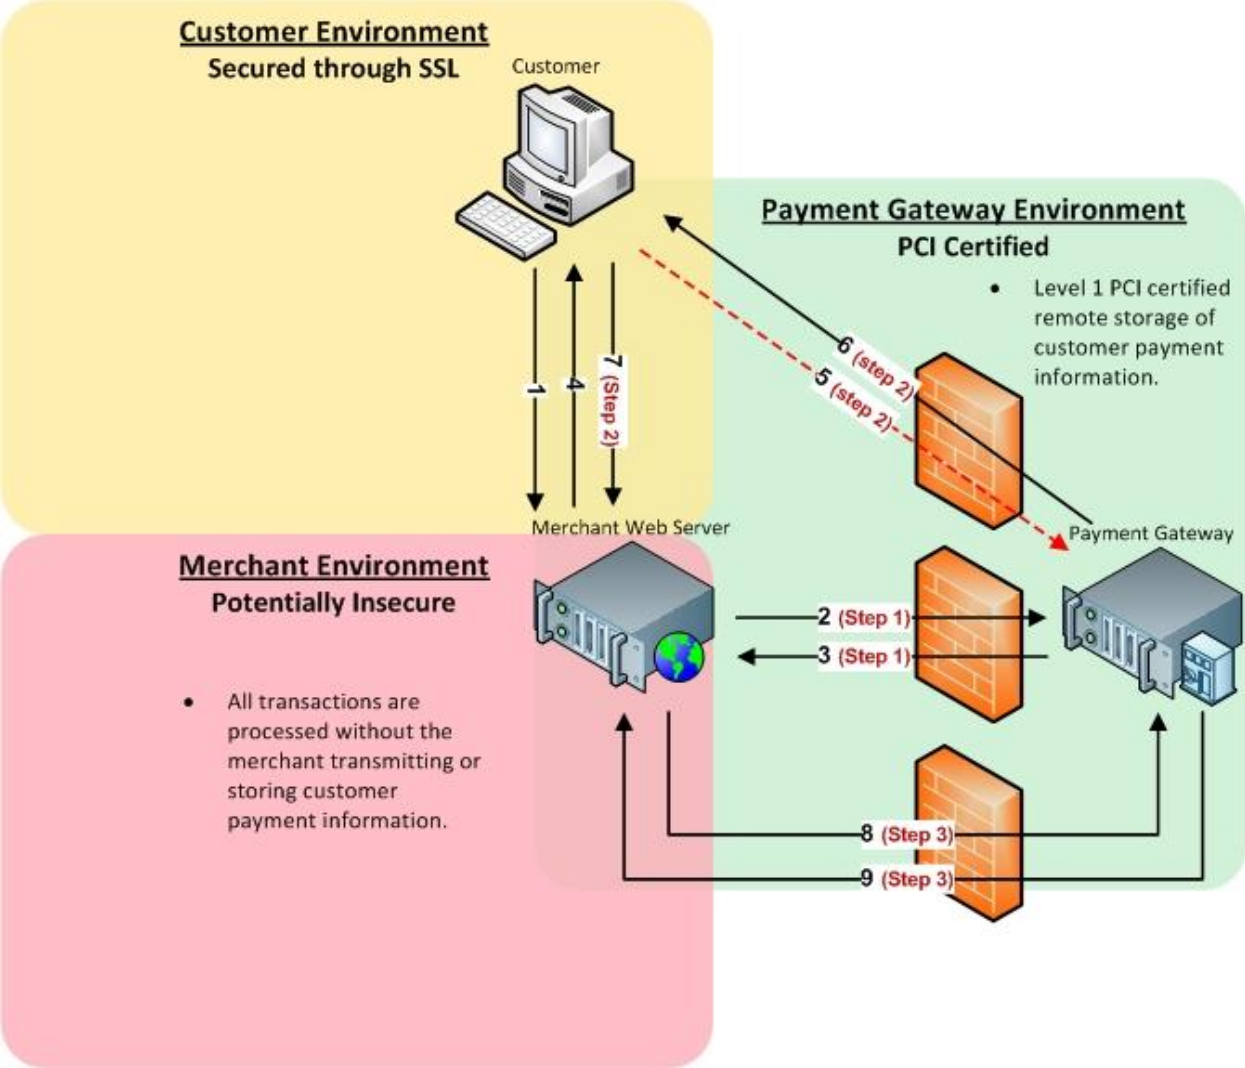 Customer Environment
Secured through SSL
Customer
Payment Gateway Environment
PCI Certified
• Level 1 PCI certified
remote storage of
customer payment
information.
6 (step 2)
5 (step 2)
1
4
7 (Step 2)
Merchant Web Server
Payment Gateway
Merchant Environment
Potentially Insecure
2 (Step 1)
3 (Step 1)
• All transactions are
processed without the
merchant transmitting or
storing customer
payment information.
8 (Step 3)
9 (Step 3)